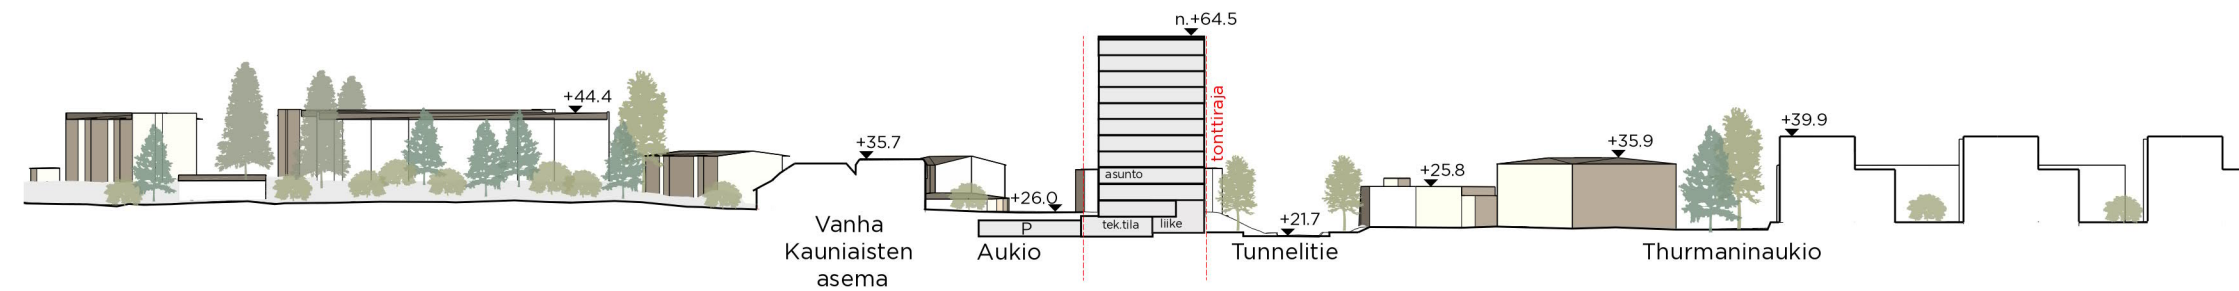 n.+64.5
+44.4
tonttiraja
+39.9
+35.7
+35.9
asunto
+25.8
+26.0
+21.7
P
tek.tila
liike
Vanha
Kauniaisten
asema
Aukio
Tunnelitie
Thurmaninaukio